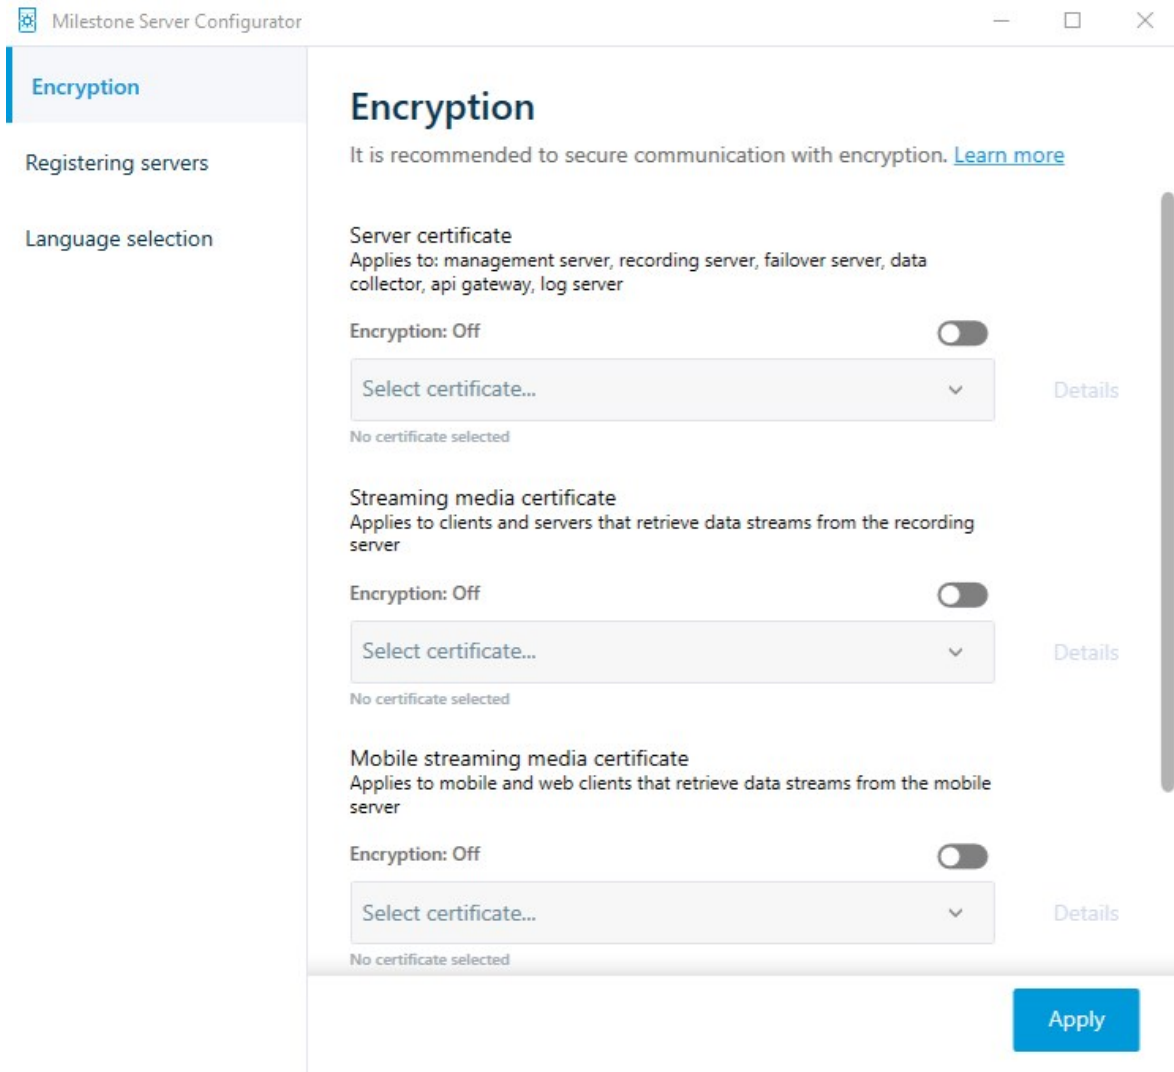 Milestone Server Configurator
Encryption
Registering servers
Language selection
Encryption
It is recommended to secure communication with encryption. Learn more
Server certificate
Applies to: management server, recording server, failover server, data
collector, api gateway, log server
Encryption: Off
Select certificate...
Details
No certificate selected
Streaming media certificate
Applies to clients and servers that retrieve data streams from the recording
server
Encryption: Off
Select certificate...
Details
No certificate selected
Mobile streaming media certificate
Applies to mobile and web clients that retrieve data streams from the mobile
server
Encryption: Off
Select certificate...
Details
No certificate selected
Apply